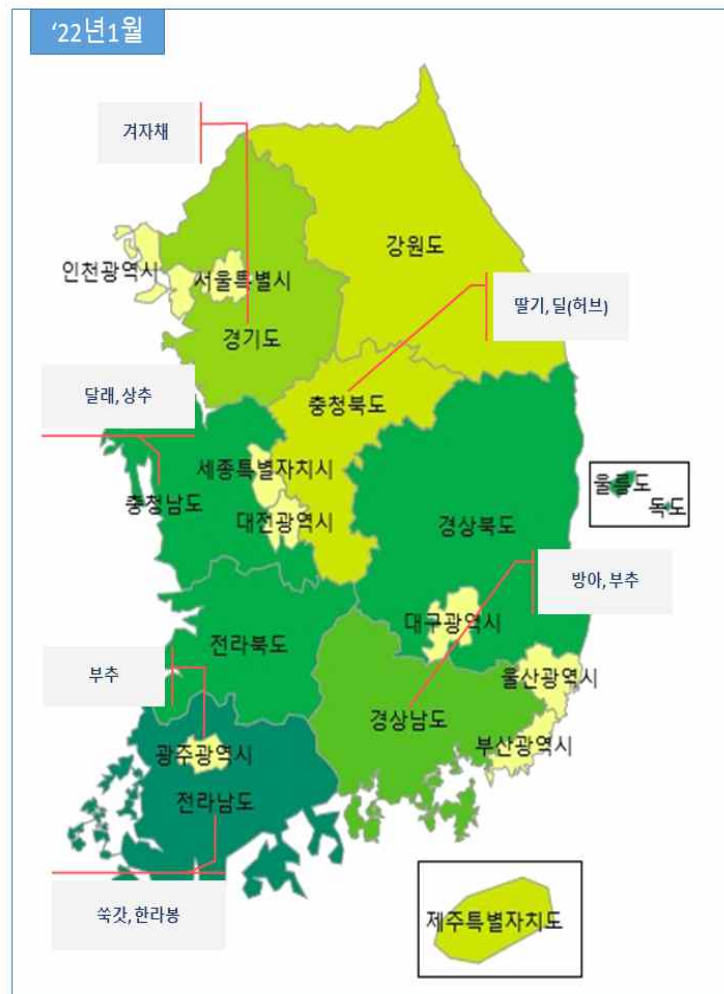 ‘22년1월
겨자채
강원도
인천광역시
서울특별시
딸기, 딜(허브)
경기도
달래, 상추
충청북도
세종특별자치시
울릉도
충청남도
독도
대전광역시
경상북도
방아, 부추
대구광역시
전라북도
부추
울산광역시
경상남도
부산광역시
광주광역시
전라남도
쑥갓, 한라봉
제주특별자치도